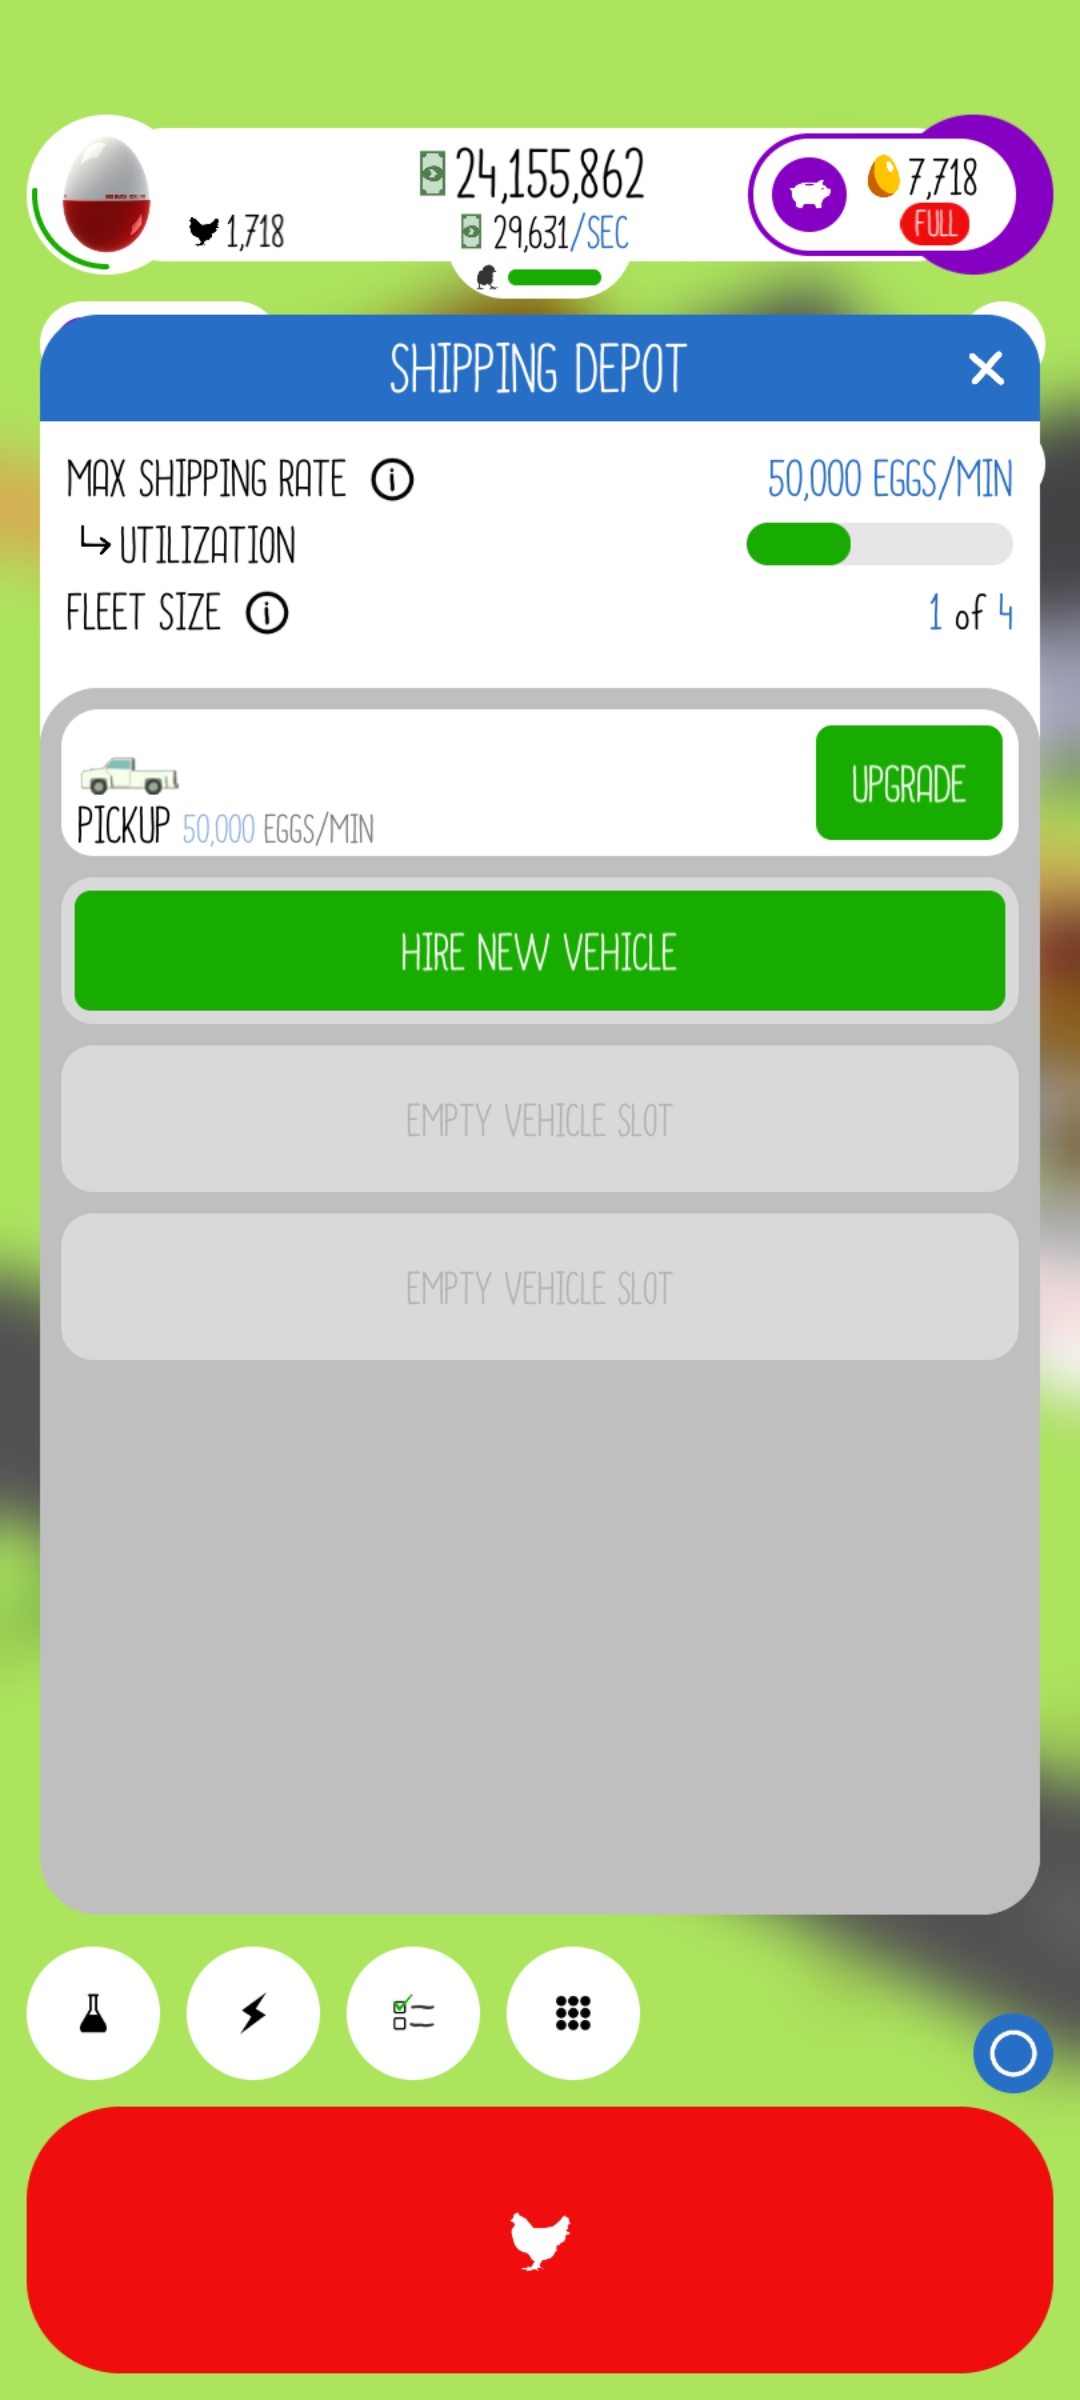 24,155,862
1,718
29,631/SEC
7,718
FULL
SHIPPING DEPOT
MAX SHIPPING RATE
50,000 EGGS/MIN
UTILIZATION
FLEET SIZE
1 of 4
UPGRADE
PICKUP 50,000 EGGS/MIN
HIRE NEW VEHICLE
EMPTY VEHICLE SLOT
EMPTY VEHICLE SLOT